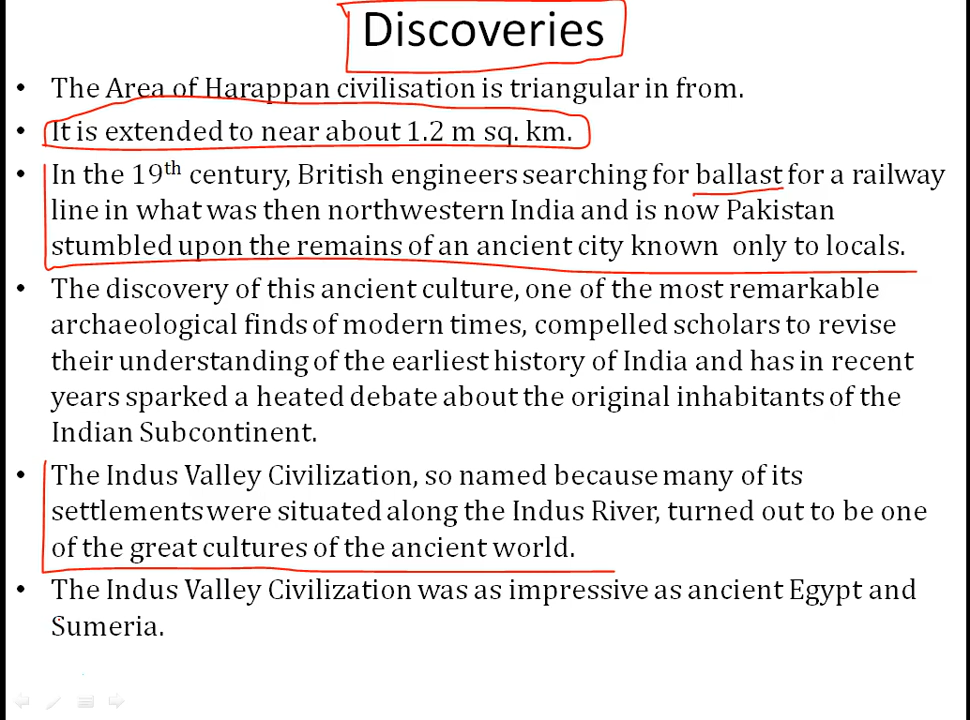 Discoveries
• The Area of Harappan civilisation is triangular in from.
• It is extended to near about 1.2 m sq. km.
• In the 19th century, British engineers searching for ballast for a railway
line in what was then northwestern India and is now Pakistan
stumbled upon the remains of an ancient city known only to locals.
• The discovery of this ancient culture, one of the most remarkable
archaeological finds of modern times, compelled scholars to revise
their understanding of the earliest history of India and has in recent
years sparked a heated debate about the original inhabitants of the
Indian Subcontinent.
• The Indus Valley Civilization, so named because many of its
settlements were situated along the Indus River, turned out to be one
of the great cultures of the ancient world.
• The Indus Valley Civilization was as impressive as ancient Egypt and
Sumeria.